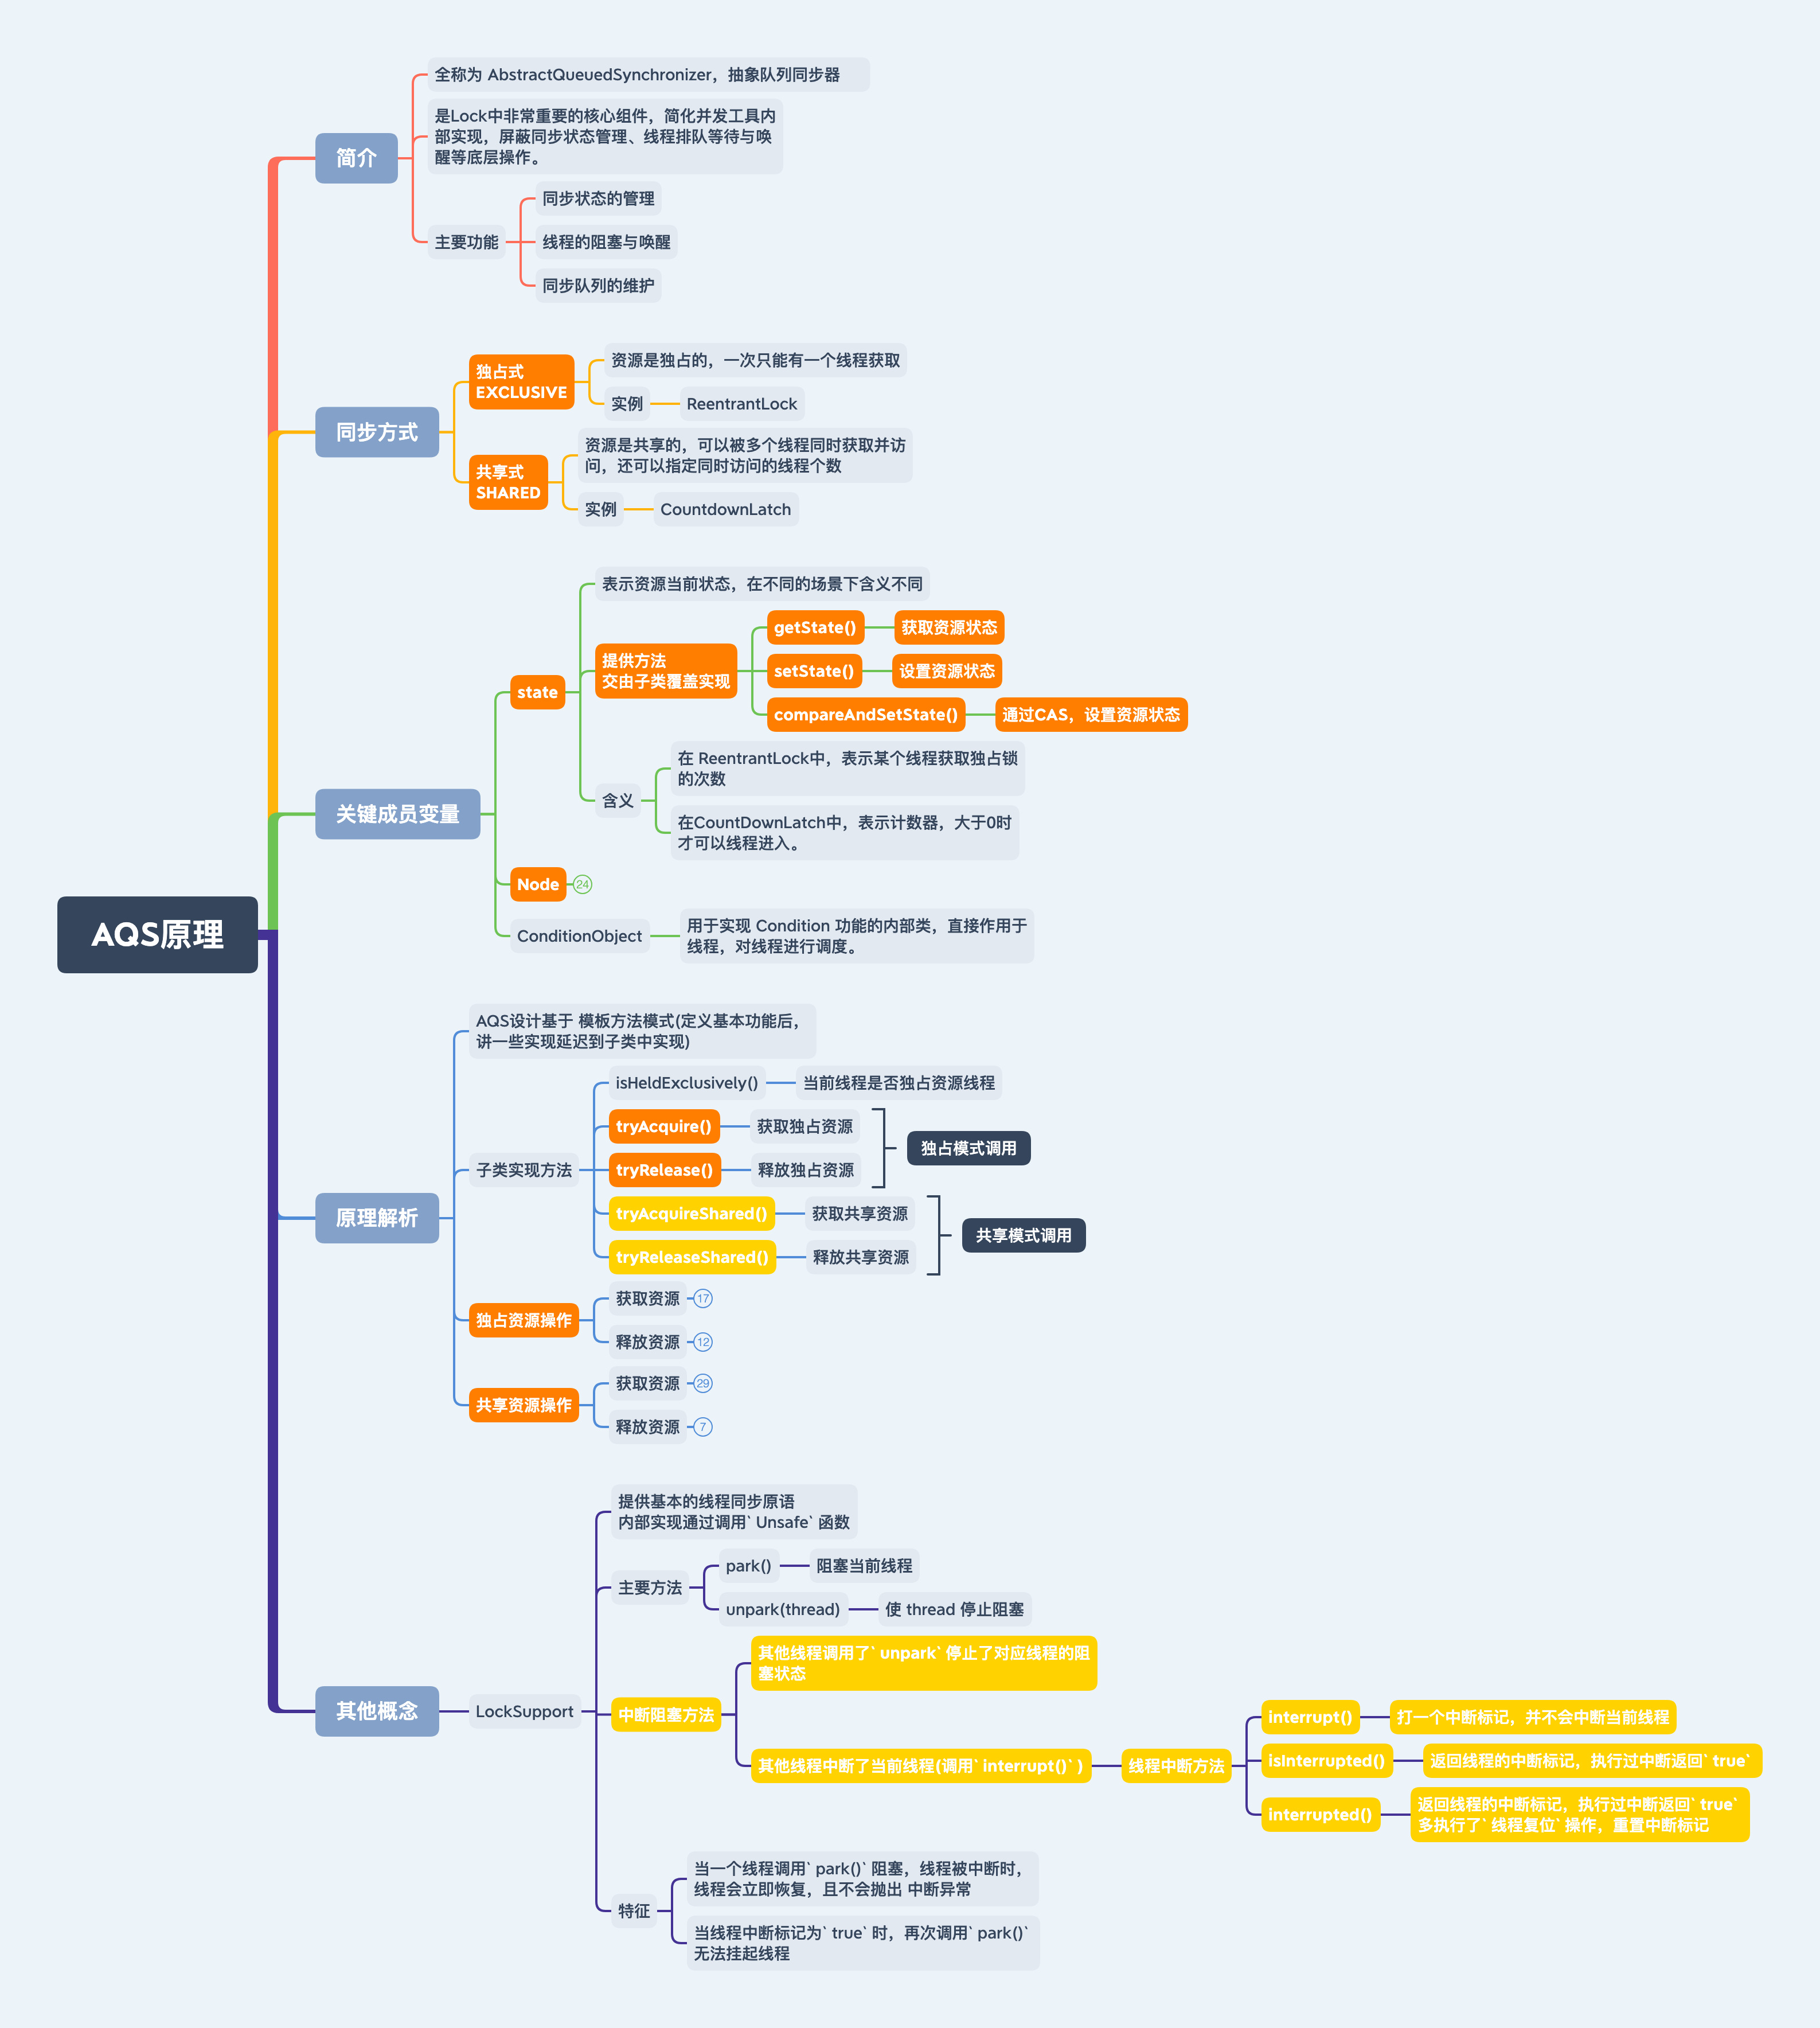 AQS原理
简介
全称为 AbstractQueuedSynchronizer，抽象队列同步器
是Lock中非常重要的核心组件，简化并发工具内
部实现，屏蔽同步状态管理、线程排队等待与唤
醒等底层操作。
主要功能
同步状态的管理
线程的阻塞与唤醒
同步队列的维护
同步方式
独占式
EXCLUSIVE
资源是独占的，一次只能有一个线程获取
实例
ReentrantLock
共享式
SHARED
资源是共享的，可以被多个线程同时获取并访
问，还可以指定同时访问的线程个数
实例
CountdownLatch
关键成员变量
state
表示资源当前状态，在不同的场景下含义不同
提供方法
交由子类覆盖实现
getState()
获取资源状态
setState()
设置资源状态
compareAndSetState()
通过CAS，设置资源状态
含义
在 ReentrantLock中，表示某个线程获取独占锁
的次数
在CountDownLatch中，表示计数器，大于0时
才可以线程进入。
Node
24
ConditionObject
用于实现 Condition 功能的内部类，直接作用于
线程，对线程进行调度。
原理解析
AQS设计基于 模板方法模式(定义基本功能后，
讲一些实现延迟到子类中实现)
子类实现方法
isHeldExclusively()
当前线程是否独占资源线程
tryAcquire()
获取独占资源
tryRelease()
释放独占资源
独占模式调用
tryAcquireShared()
获取共享资源
tryReleaseShared()
释放共享资源
共享模式调用
独占资源操作
获取资源
17
释放资源
12
共享资源操作
获取资源
29
释放资源
7
其他概念
LockSupport
提供基本的线程同步原语
内部实现通过调用`Unsafe`函数
主要方法
park()
阻塞当前线程
unpark(thread)
使 thread 停止阻塞
中断阻塞方法
其他线程调用了`unpark`停止了对应线程的阻
塞状态
其他线程中断了当前线程(调用`interrupt()`)
线程中断方法
interrupt()
打一个中断标记，并不会中断当前线程
isInterrupted()
返回线程的中断标记，执行过中断返回`true`
interrupted()
返回线程的中断标记，执行过中断返回`true`
多执行了`线程复位`操作，重置中断标记
特征
当一个线程调用`park()`阻塞，线程被中断时，
线程会立即恢复，且不会抛出 中断异常
当线程中断标记为`true`时，再次调用`park()`
无法挂起线程